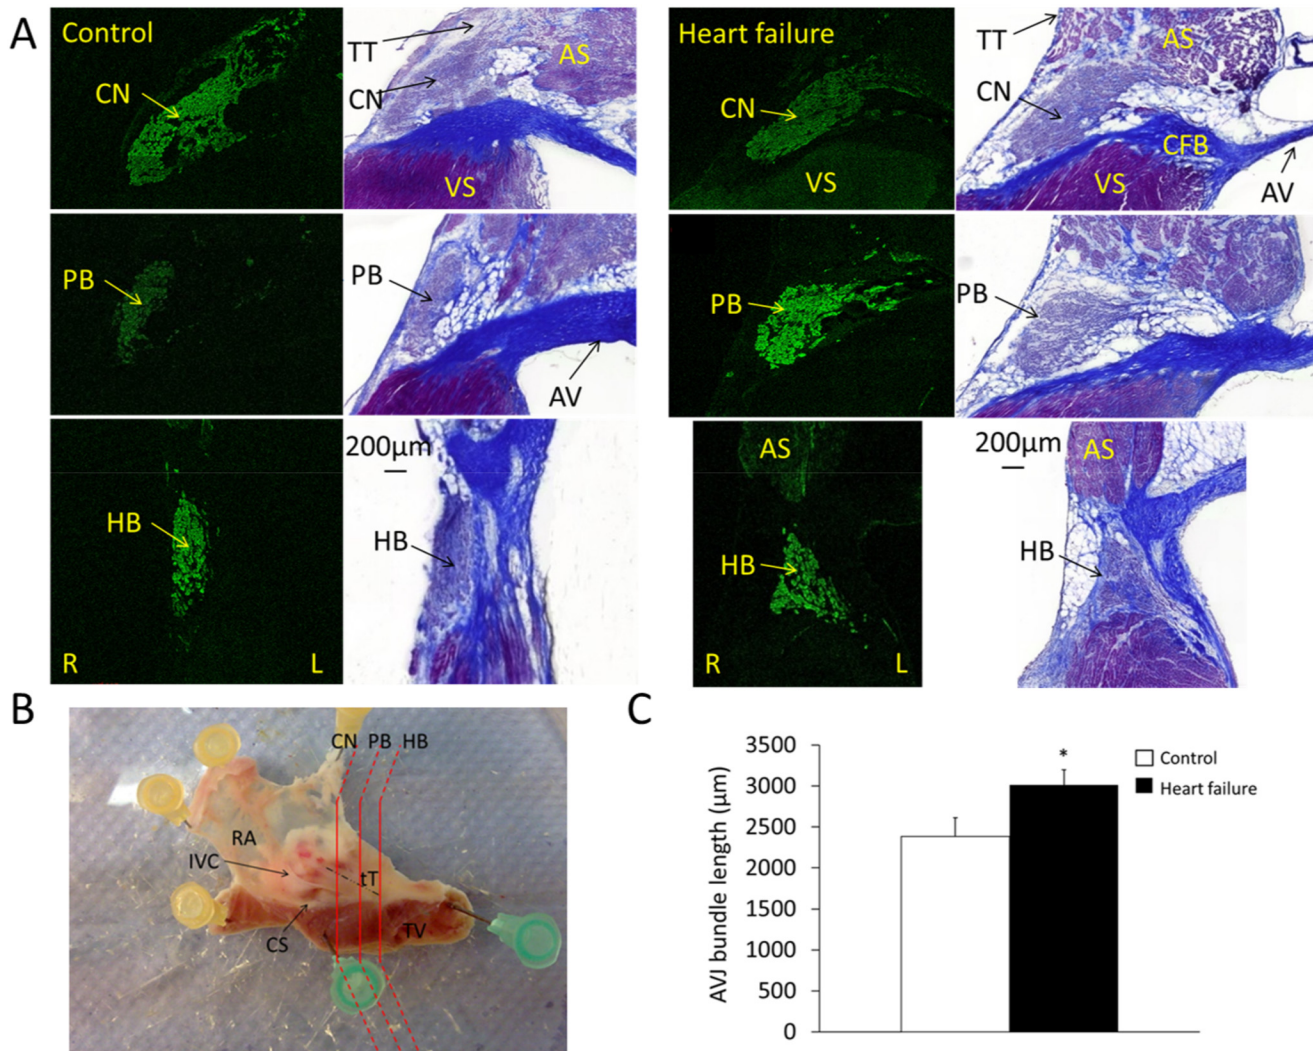 A
Control
CN
TT
CN
AS
VS
Heart failure
CN
VS
TT
AS
CN
CFB
VS
AV
PB
PB
AV
PB
PB
HB
200µm
HB
R
L
AS
HB
R
L
200µm
AS
HB
B
CN
PB
HB
RA
IVC
tT
CS
TV
C
AVJ bundle length (µm)
3500
3000
2500
2000
1500
1000
500
0
*
Control
Heart failure